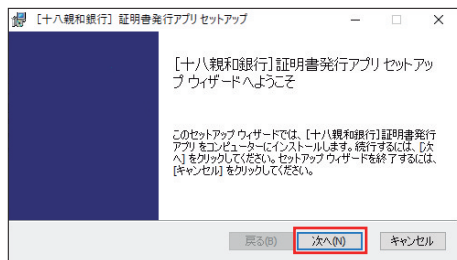 [十八親和銀行] 証明書発行アプリ セットアップ
[十八親和銀行] 証明書発行アプリ セットアッ
プ ウィザードへようこそ
このセットアップ ウィザードでは、[十八親和銀行] 証明書発行
アプリ をコンピューターにインストールします。続行するには、[次
へ] をクリックしてください。セットアップ ウィザードを終了するには、
[キャンセル] をクリックしてください。
戻る(B) 次へ(N) キャンセル